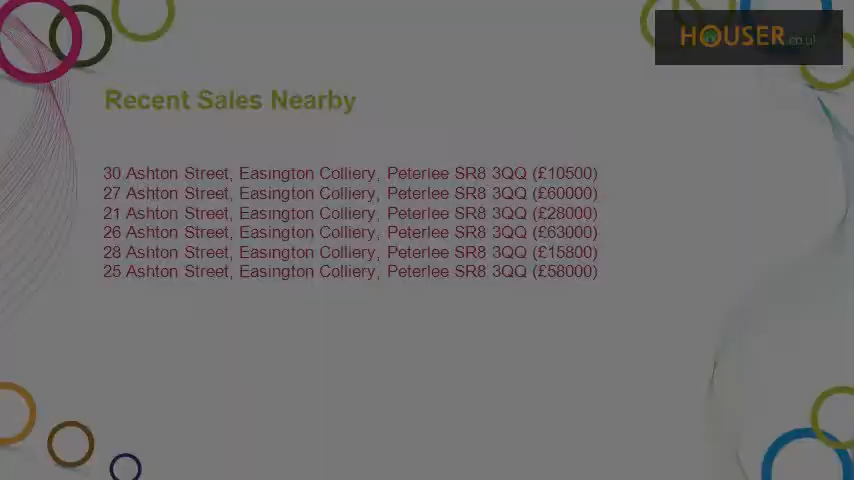 HOUSER.co.uk
Recent Sales Nearby
30 Ashton Street, Easington Colliery, Peterlee SR8 3QQ (£10500)
27 Ashton Street, Easington Colliery, Peterlee SR8 3QQ (£60000)
21 Ashton Street, Easington Colliery, Peterlee SR8 3QQ (£28000)
26 Ashton Street, Easington Colliery, Peterlee SR8 3QQ (£63000)
28 Ashton Street, Easington Colliery, Peterlee SR8 3QQ (£15800)
25 Ashton Street, Easington Colliery, Peterlee SR8 3QQ (£58000)